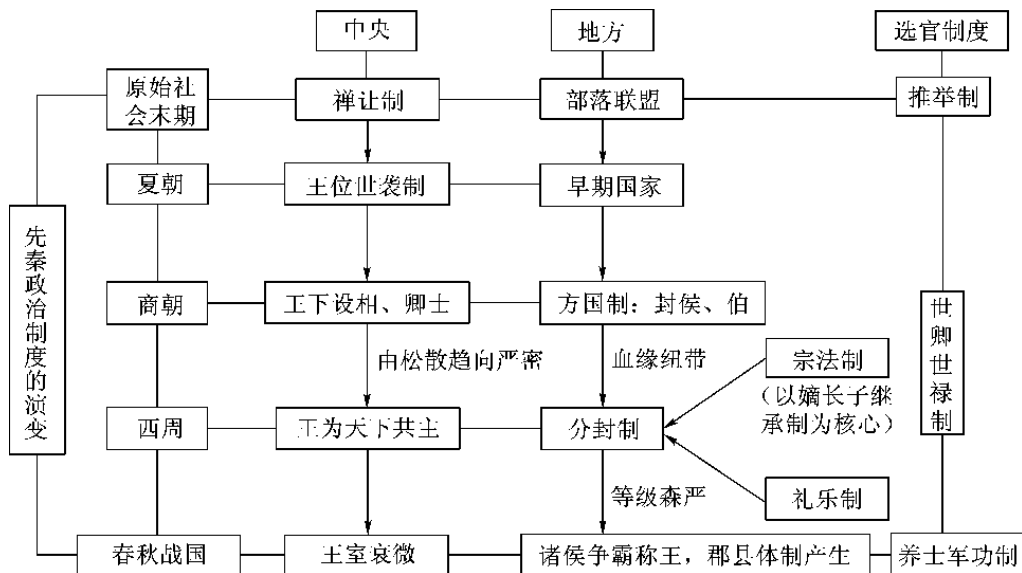 中央
地方
选官制度
原始社
会末期
禅让制
部落联盟
推举制
夏朝
王位世袭制
早期国家
先秦政治制度的演变
商朝
王下设相、卿士
方国制：封侯、伯
世卿世禄制
由松散趋向严密
血缘纽带
宗法制
（以嫡长子继
承制为核心）
西周
王为天下共主
分封制
等级森严
礼乐制
春秋战国
王室衰微
诸侯争霸称王，郡县体制产生
养士军功制